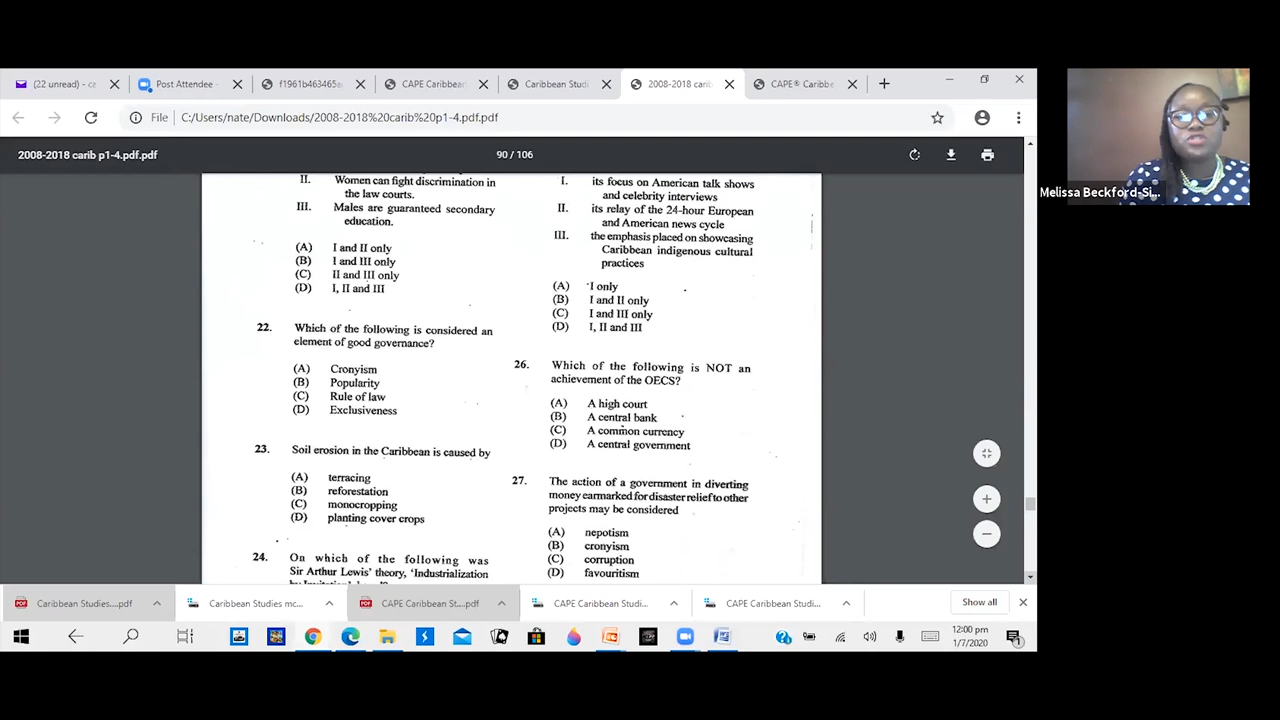 (22 unread) - ca
Post Attendee -
f1961b463465a
CAPE Caribbean
Caribbean Studi
2008-2018 carib
CAPE® Caribbe
File
C:/Users/nate/Downloads/2008-2018%20carib%20p1-4.pdf.pdf
2008-2018 carib p1-4.pdf.pdf
90 / 106
II. Women can fight discrimination in
the law courts.
III. Males are guaranteed secondary
education.
(A) I and II only
(B) I and III only
(C) II and III only
(D) I, II and III
22. Which of the following is considered an
element of good governance?
(A) Cronyism
(B) Popularity
(C) Rule of law
(D) Exclusiveness
23. Soil erosion in the Caribbean is caused by
(A) terracing
(B) reforestation
(C) monocropping
(D) planting cover crops
24. On which of the following was
Sir Arthur Lewis' theory, 'Industrialization
I. its focus on American talk shows
and celebrity interviews
II. its relay of the 24-hour European
and American news cycle
III. the emphasis placed on showcasing
Caribbean indigenous cultural
practices
(A) I only
(B) I and II only
(C) I and III only
(D) I, II and III
26. Which of the following is NOT an
achievement of the OECS?
(A) A high court
(B) A central bank
(C) A common currency
(D) A central government
27. The action of a government in diverting
money earmarked for disaster relief to other
projects may be considered
(A) nepotism
(B) cronyism
(C) corruption
(D) favouritism
Melissa Beckford-Si...
Caribbean Studies....pdf
Caribbean Studies mc...
CAPE Caribbean St....pdf
CAPE Caribbean Studi...
CAPE Caribbean Studi...
Show all
12:00 pm
1/7/2020